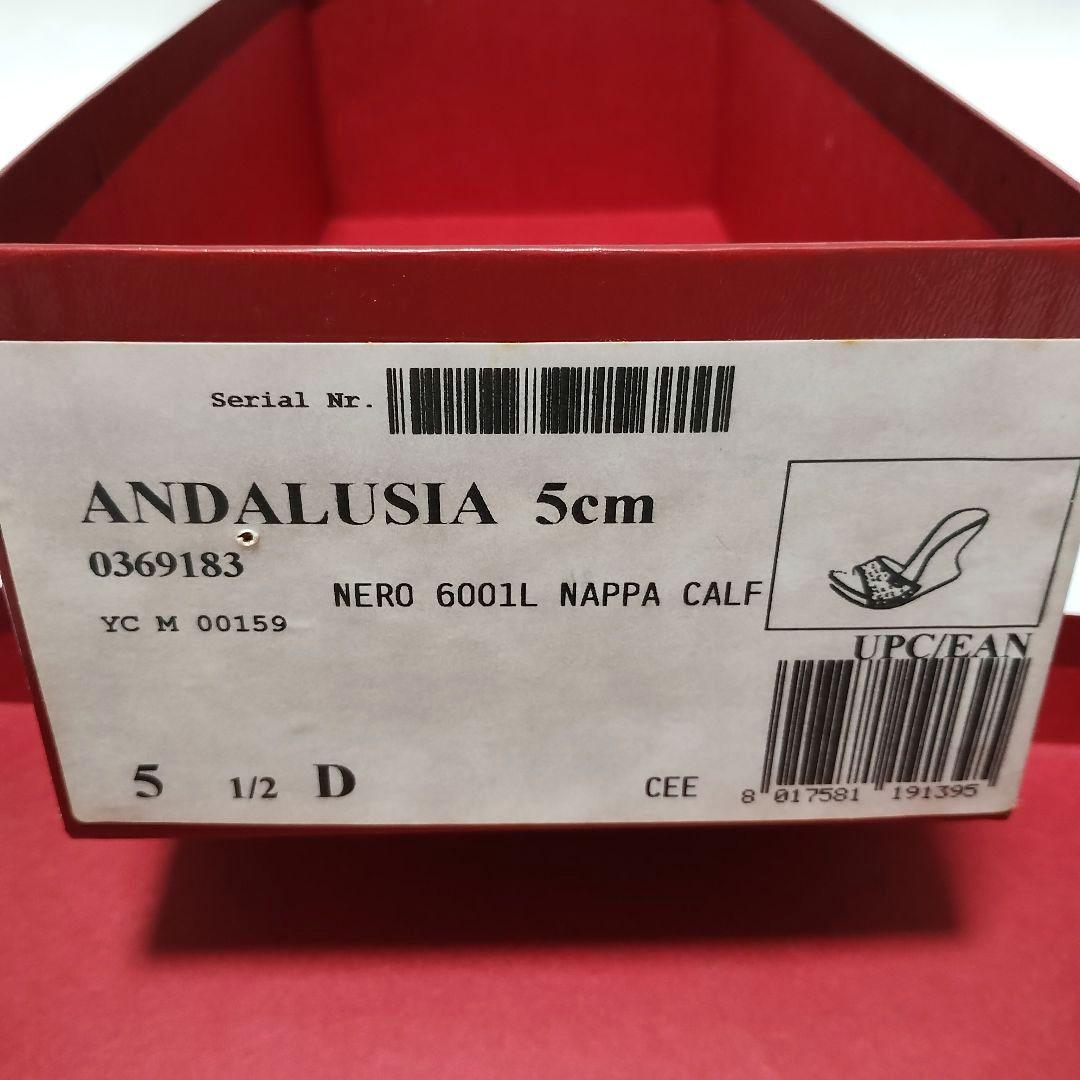 Serial Nr.
ANDALUSIA 5cm
0369183
NERO 6001L NAPPA CALF
YC M 00159
UPC/EAN
5 1/2 D
CEE
8 017581 191395